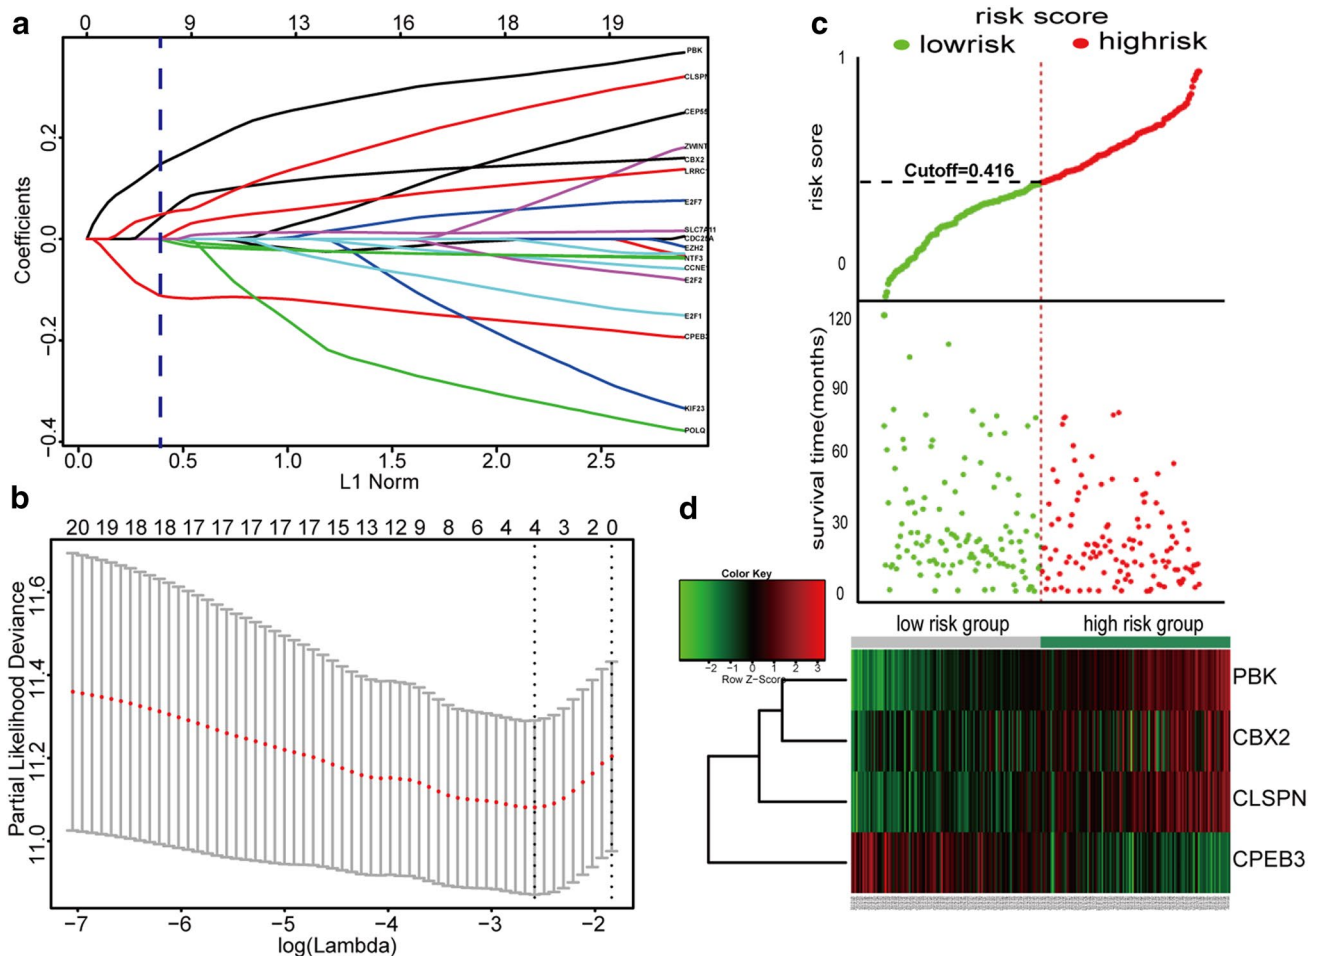 a
0 9 13 16 18 19
Coefficients
0.2
0.0
−0.2
−0.4
PBK
CLSPN
CEP55
ZWINT
CBX2
LRRC1
E2F7
SLC7A11
CDC25A
EZH2
NTF3
CCNE
E2F2
E2F1
CPEB3
KIF23
POLQ
0.0 0.5 1.0 1.5 2.0 2.5
L1 Norm
b
20 19 18 18 17 17 17 17 17 15 13 12 9 8 6 4 4 3 2 0
Partial Likelihood Deviance
11.6
11.4
11.2
11.0
−7 −6 −5 −4 −3 −2
log(Lambda)
c
risk score
lowrisk highrisk
risk sore
1
0
Cutoff=0.416
survival time(months)
120
90
60
30
0
d
Color Key
−2 −1 0 1 2 3
Row Z−Score
low risk group high risk group
PBK
CBX2
CLSPN
CPEB3